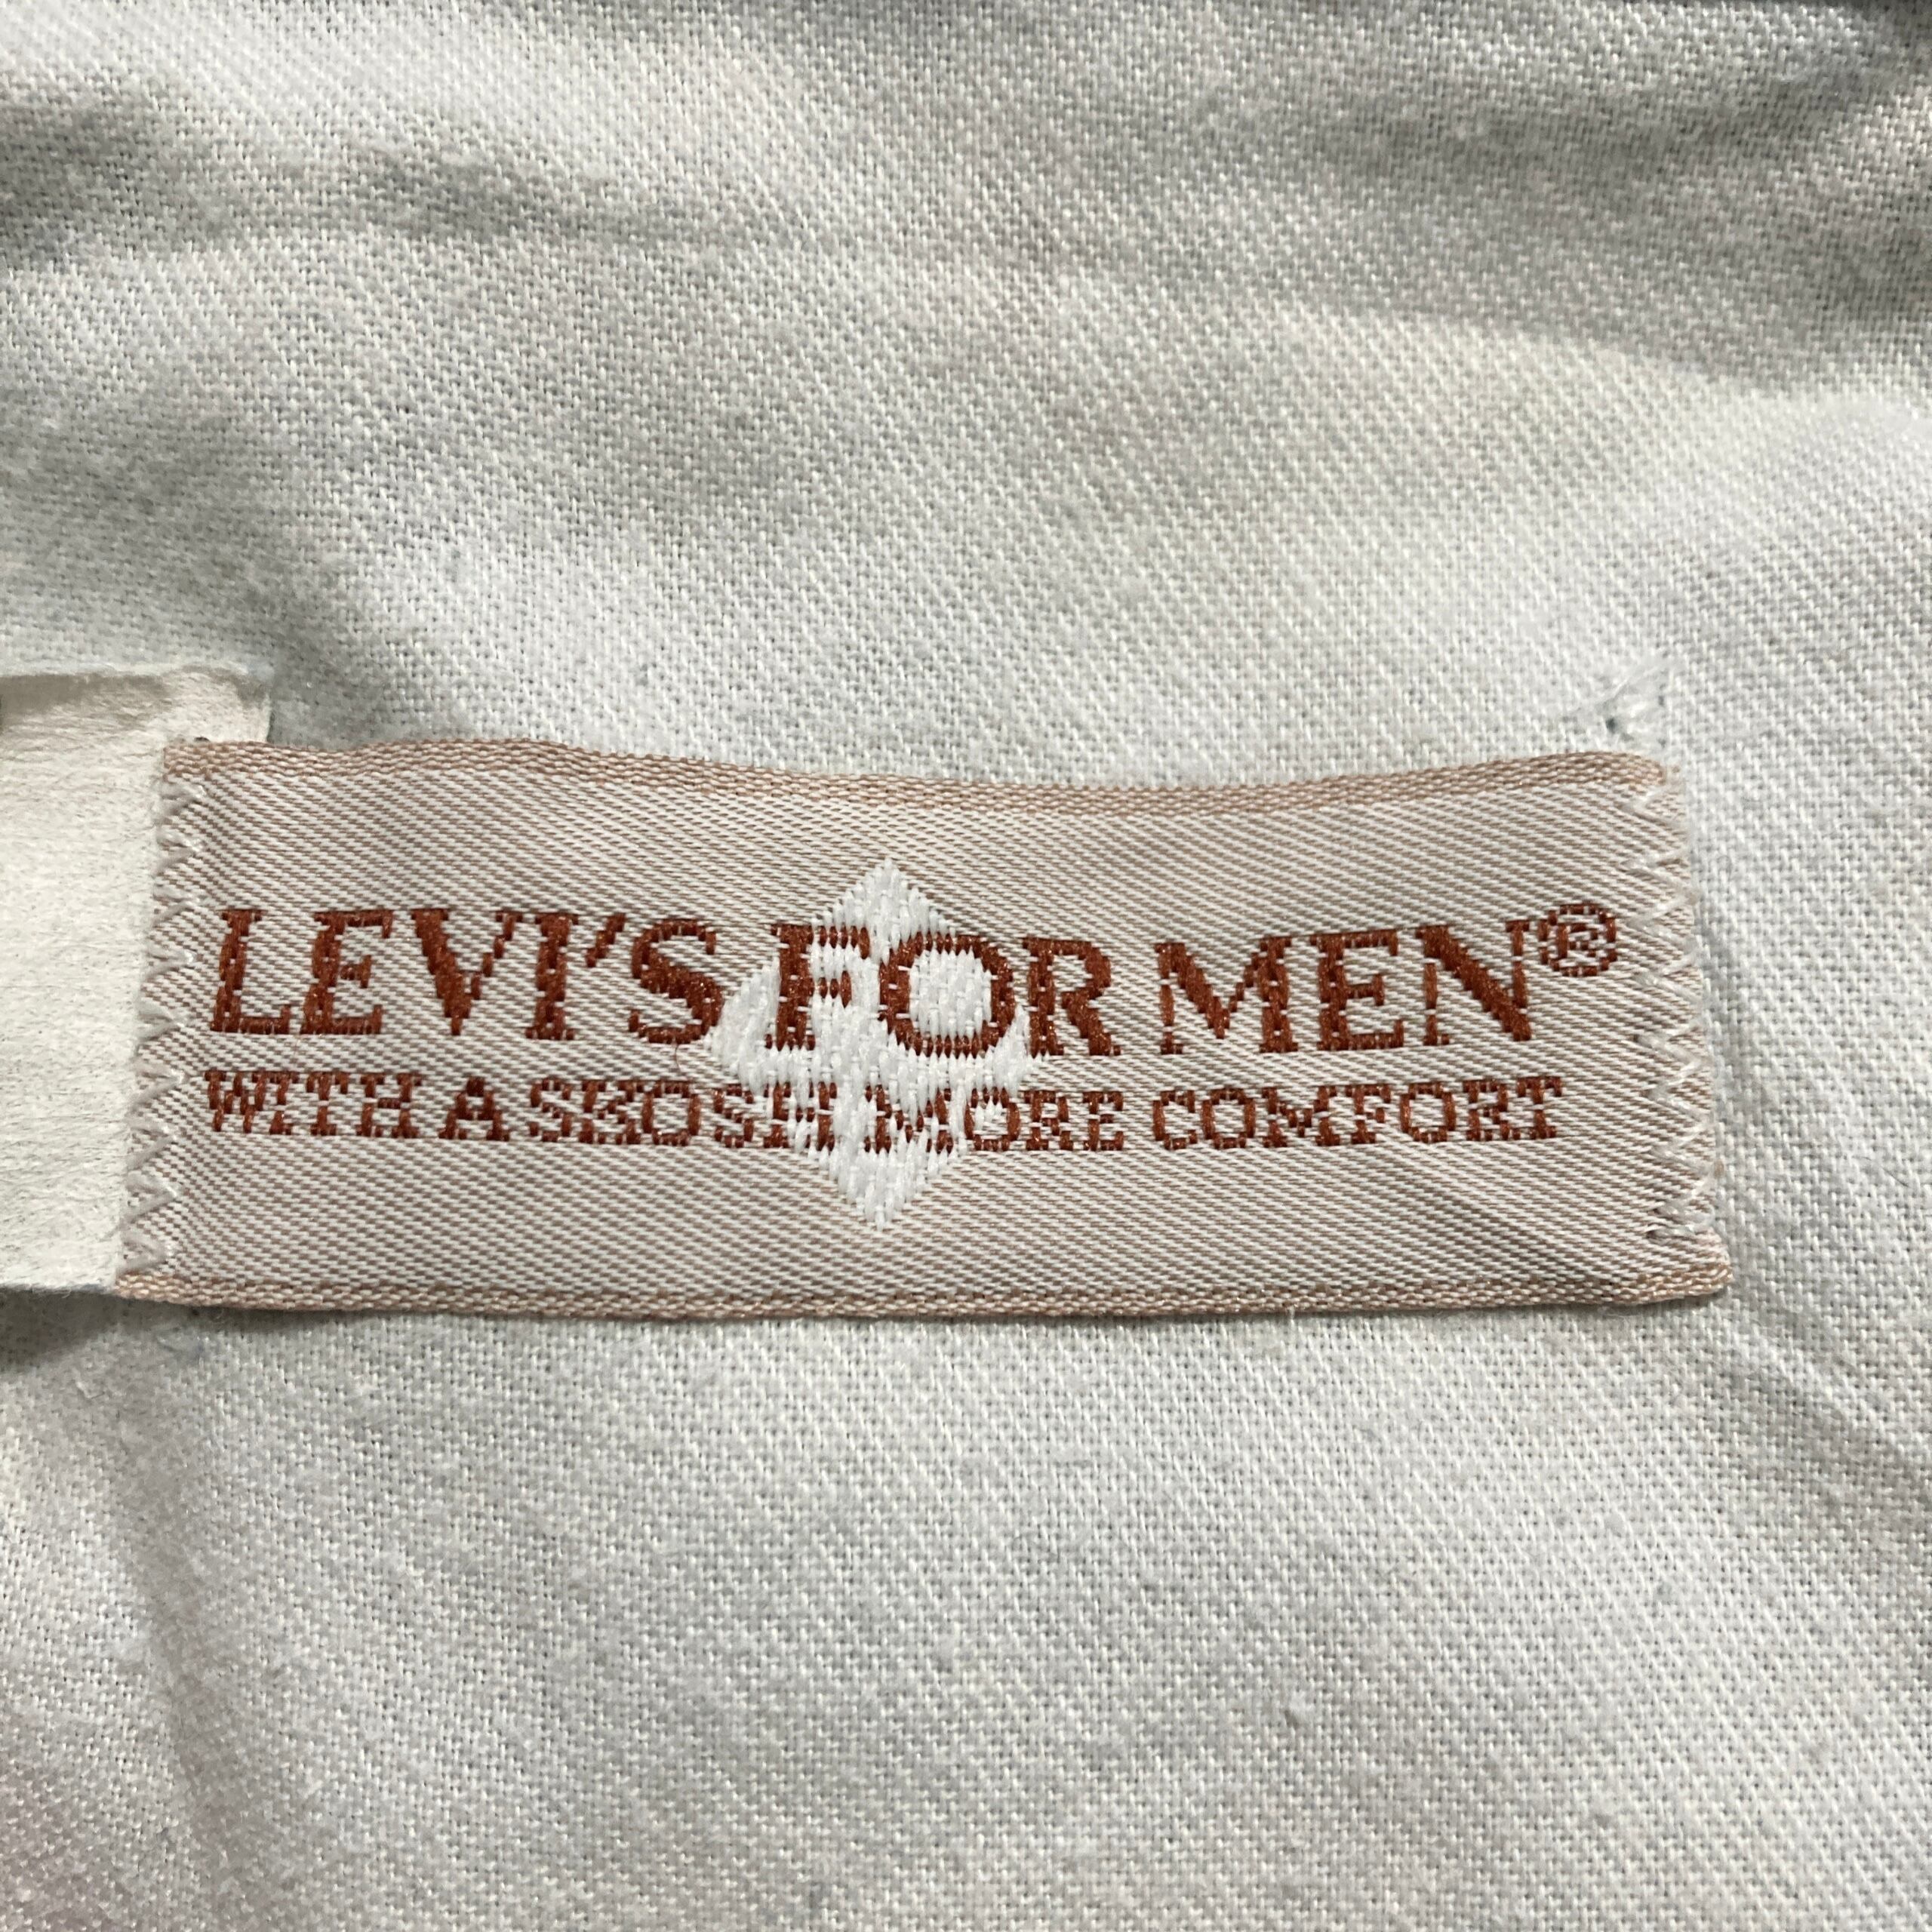 LEVI'S FOR MEN®
WITH A SKOSH MORE COMFORT